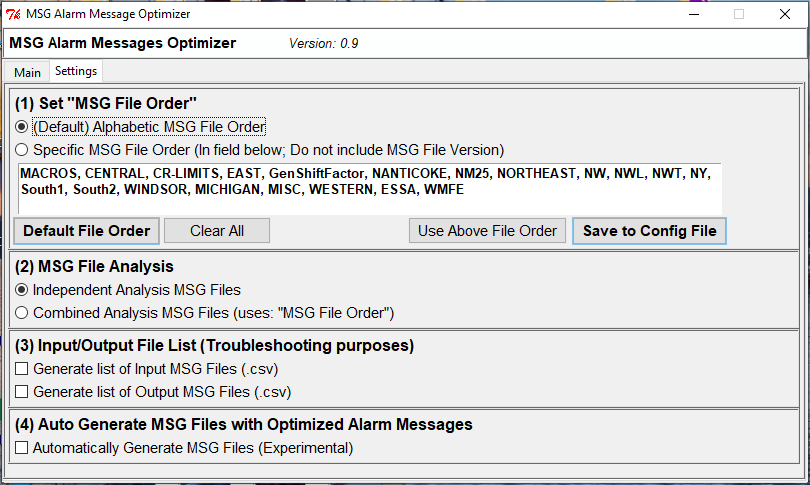 MSG Alarm Message Optimizer
MSG Alarm Messages Optimizer Version: 0.9
Main Settings
(1) Set "MSG File Order"
(Default) Alphabetic MSG File Order
Specific MSG File Order (In field below; Do not include MSG File Version)
MACROS, CENTRAL, CR-LIMITS, EAST, GenShiftFactor, NANTICOKE, NM25, NORTHEAST, NW, NWL, NWT, NY,
South1, South2, WINDSOR, MICHIGAN, MISC, WESTERN, ESSA, WMFE
Default File Order Clear All Use Above File Order Save to Config File
(2) MSG File Analysis
Independent Analysis MSG Files
Combined Analysis MSG Files (uses: "MSG File Order")
(3) Input/Output File List (Troubleshooting purposes)
Generate list of Input MSG Files (.csv)
Generate list of Output MSG Files (.csv)
(4) Auto Generate MSG Files with Optimized Alarm Messages
Automatically Generate MSG Files (Experimental)